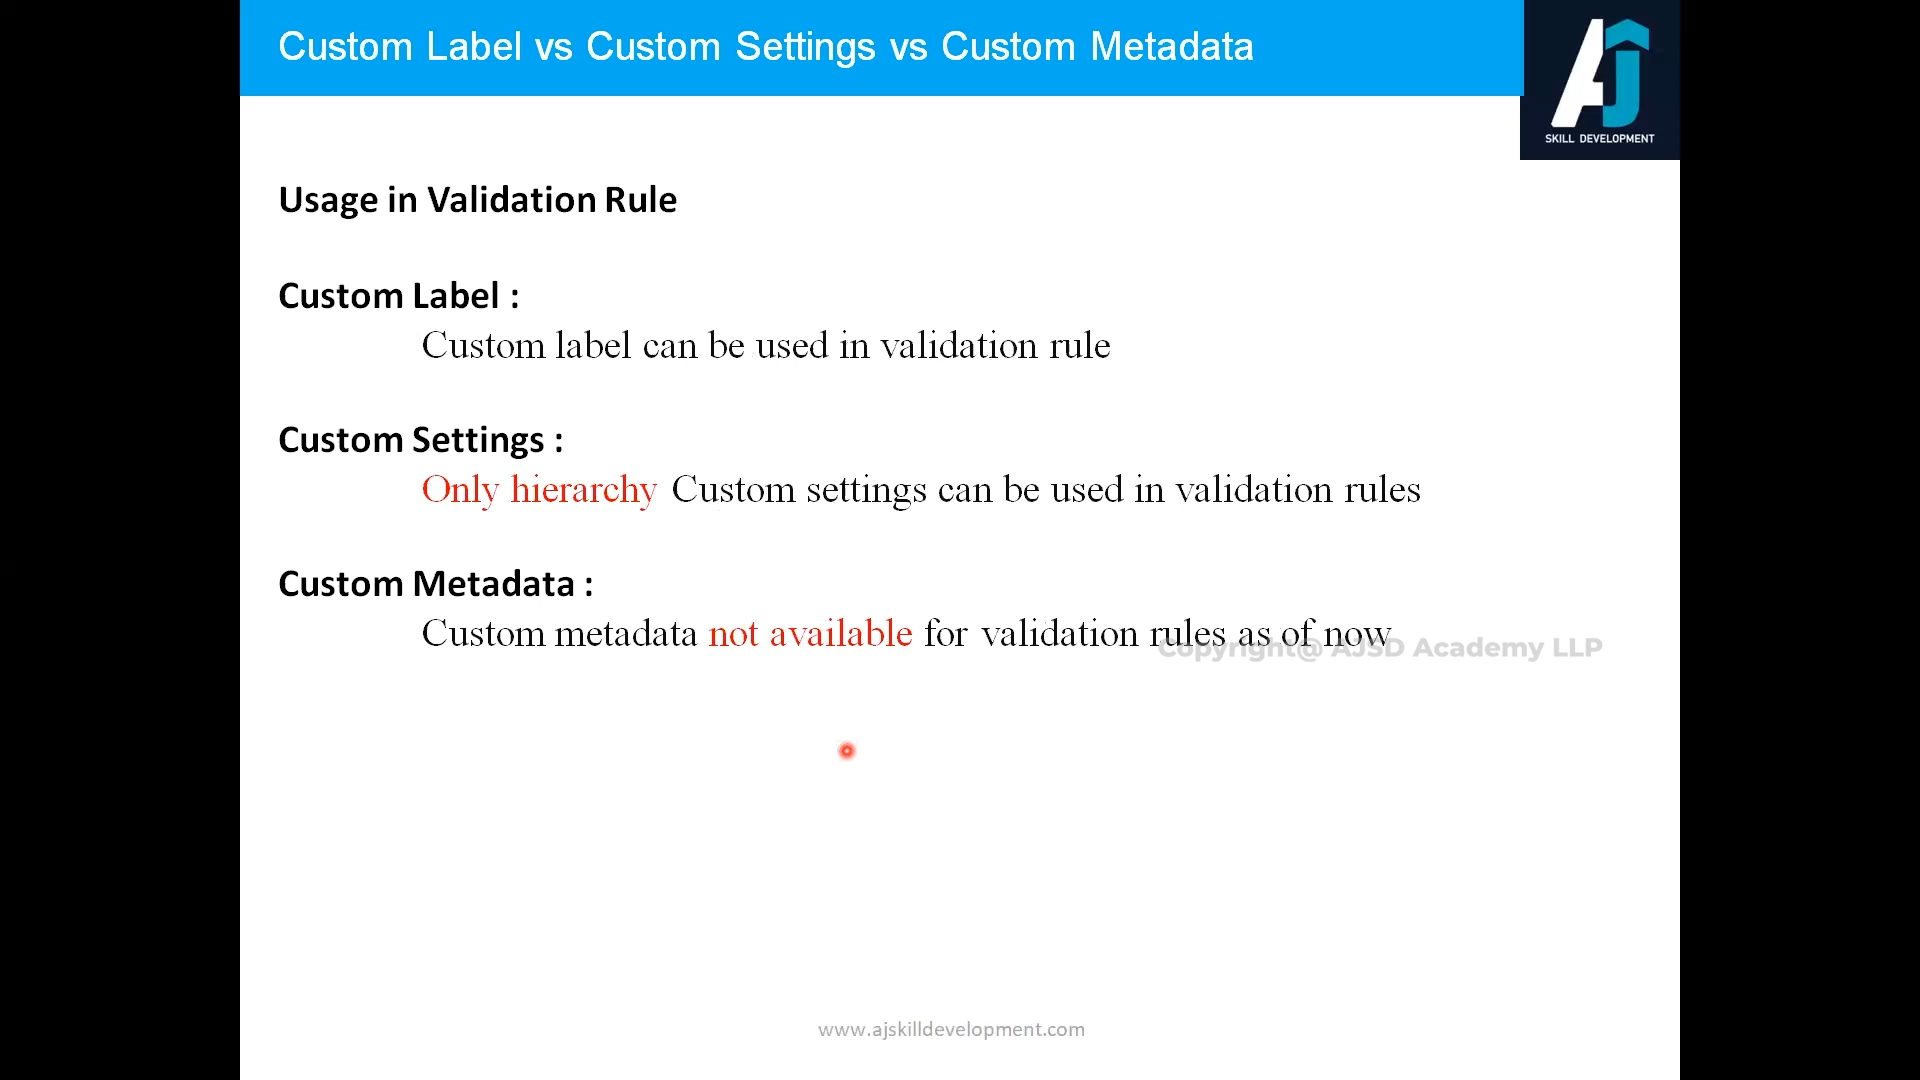 Custom Label vs Custom Settings vs Custom Metadata
AJ
SKILL DEVELOPMENT
Usage in Validation Rule
Custom Label :
Custom label can be used in validation rule
Custom Settings :
Only hierarchy Custom settings can be used in validation rules
Custom Metadata :
Custom metadata not available for validation rules as of now
Copyright@ AJSD Academy LLP
www.ajskilldevelopment.com